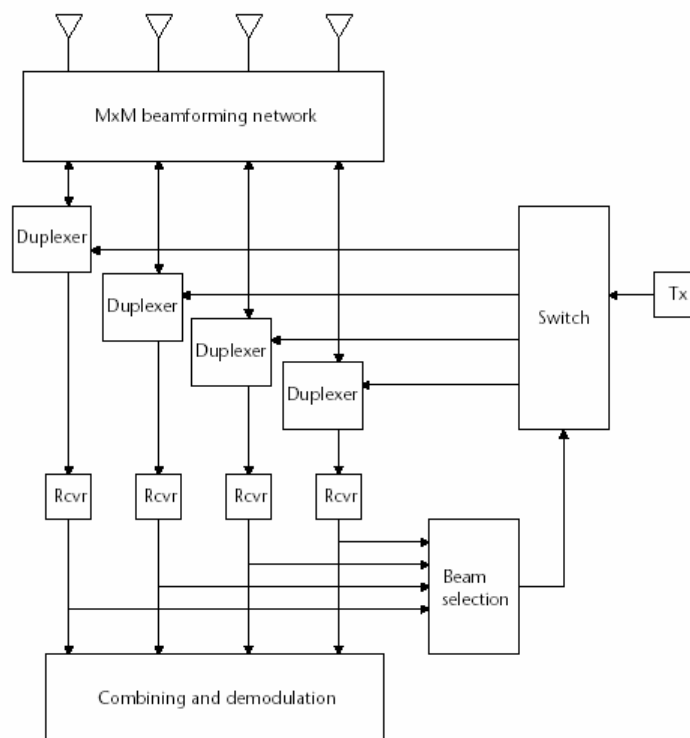 MxM beamforming network
Duplexer
Duplexer
Duplexer
Duplexer
Switch
Tx
Rcvr
Rcvr
Rcvr
Rcvr
Beam
selection
Combining and demodulation